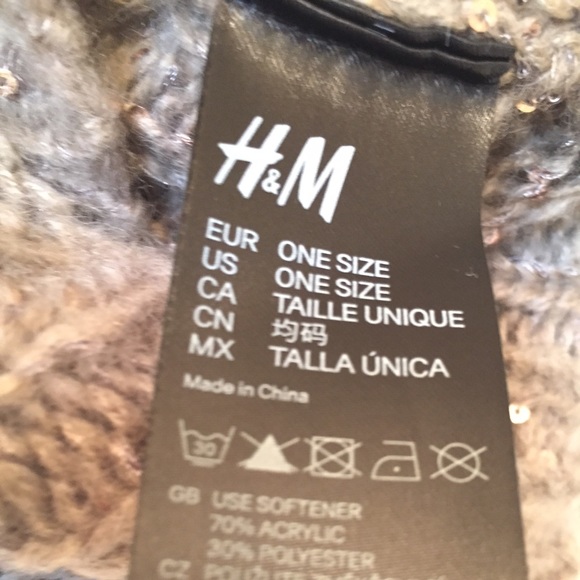 H&M
EUR ONE SIZE
US ONE SIZE
CA TAILLE UNIQUE
CN 均码
MX TALLA ÚNICA
Made in China
30
GB USE SOFTENER
70% ACRYLIC
30% POLYESTER
CZ